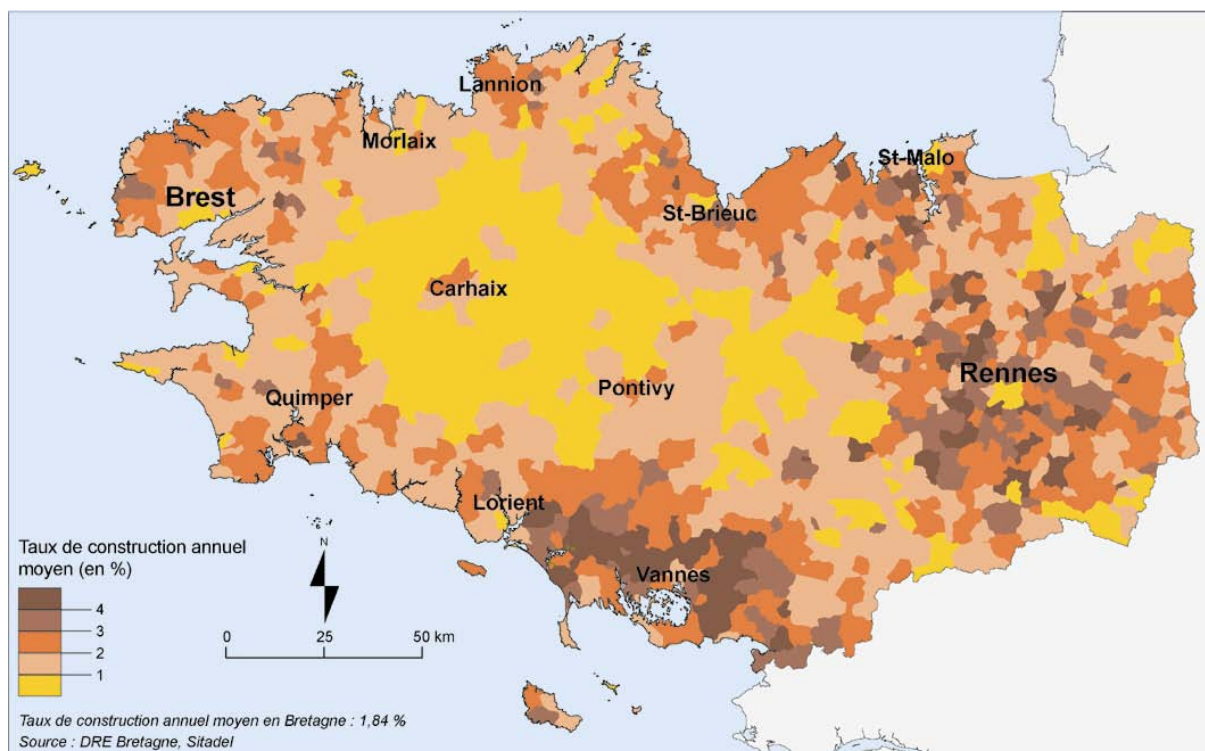 Lannion
Morlaix
St-Malo
Brest
St-Brieuc
Carhaix
Rennes
Pontivy
Quimper
Lorient
Vannes
Taux de construction annuel
moyen (en %)
4
3
2
1
N
0 25 50 km
Taux de construction annuel moyen en Bretagne : 1,84 %
Source : DRE Bretagne, Sitadel